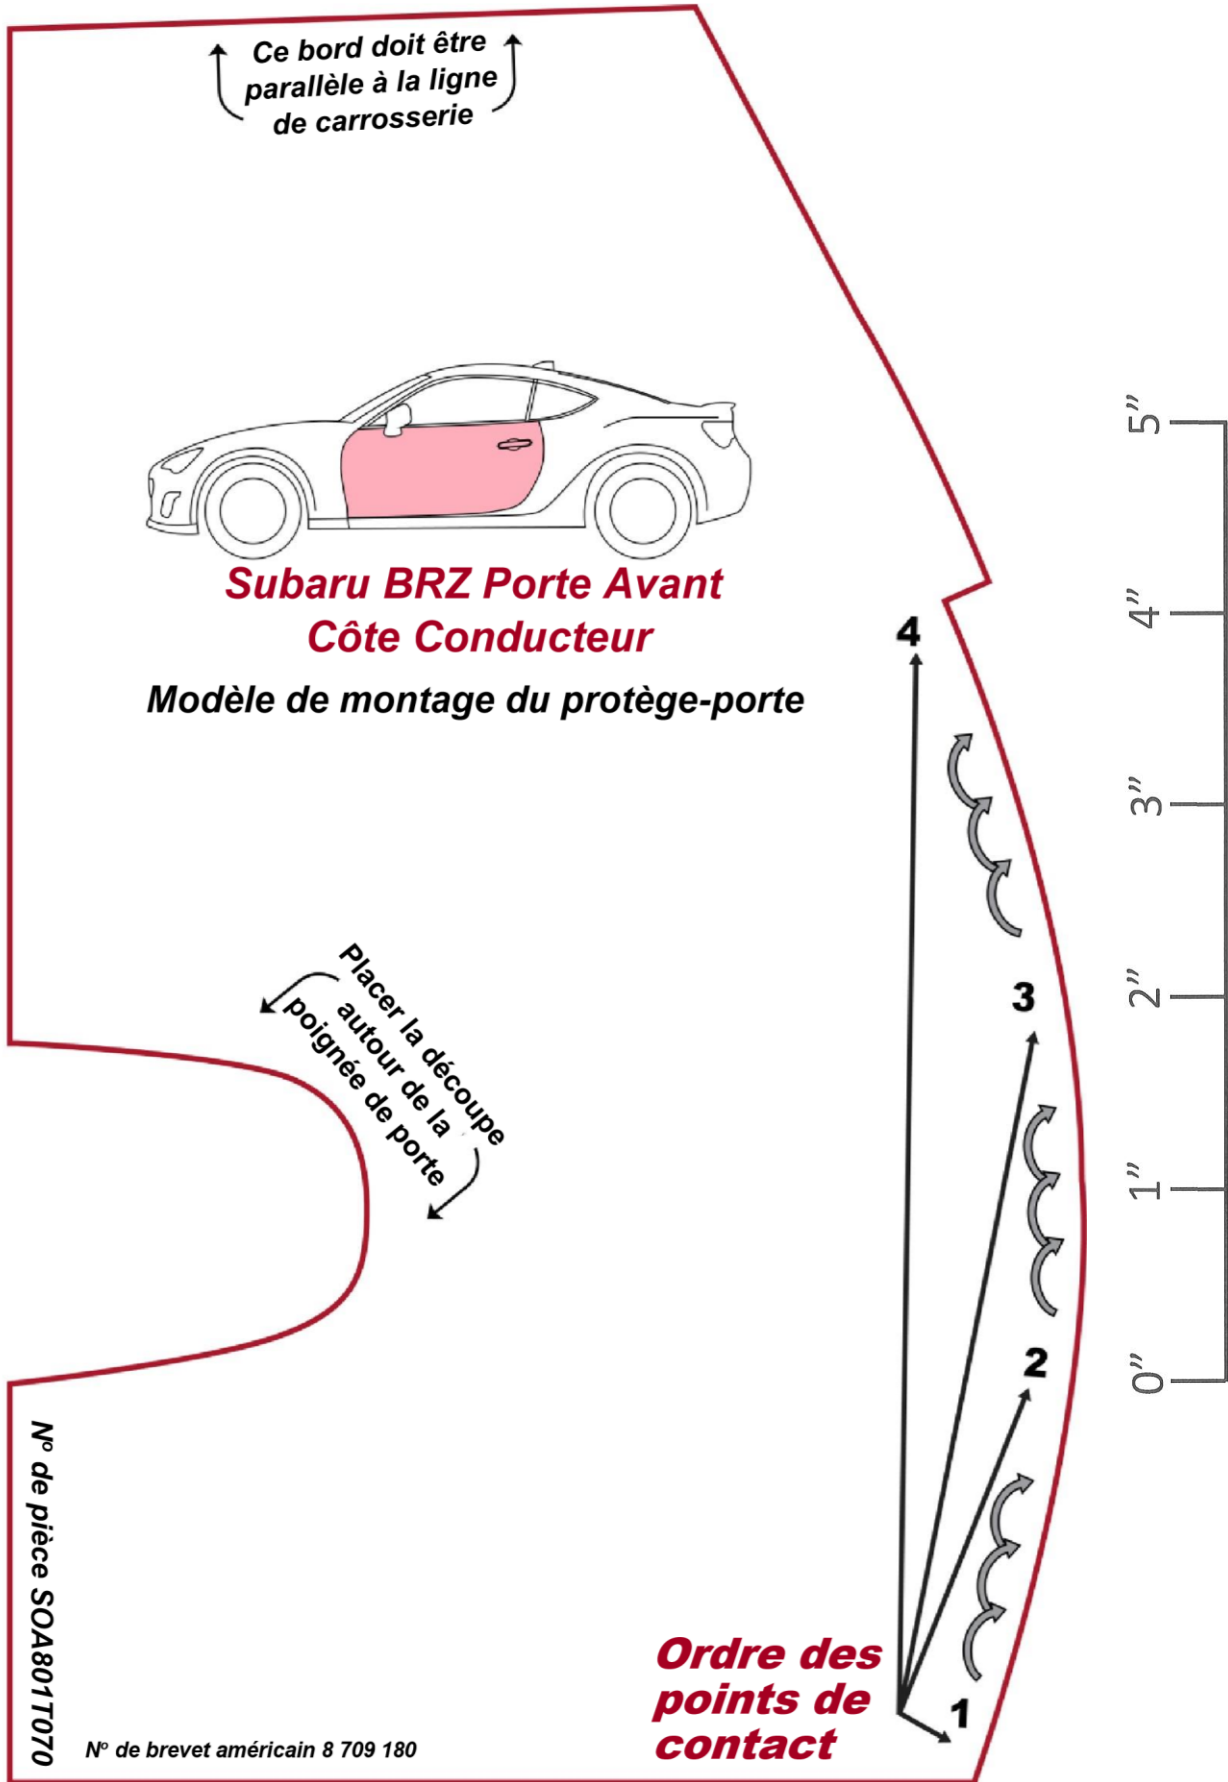 Ce bord doit être
parallèle à la ligne
de carrosserie
Subaru BRZ Porte Avant
Côte Conducteur
Modèle de montage du protège-porte
Placer la découpe
autour de la
poignée de porte
4
3
2
1
5”
4”
3”
2”
1”
0”
Ordre des
points de
contact
Nº de pièce SOA801T070
Nº de brevet américain 8 709 180